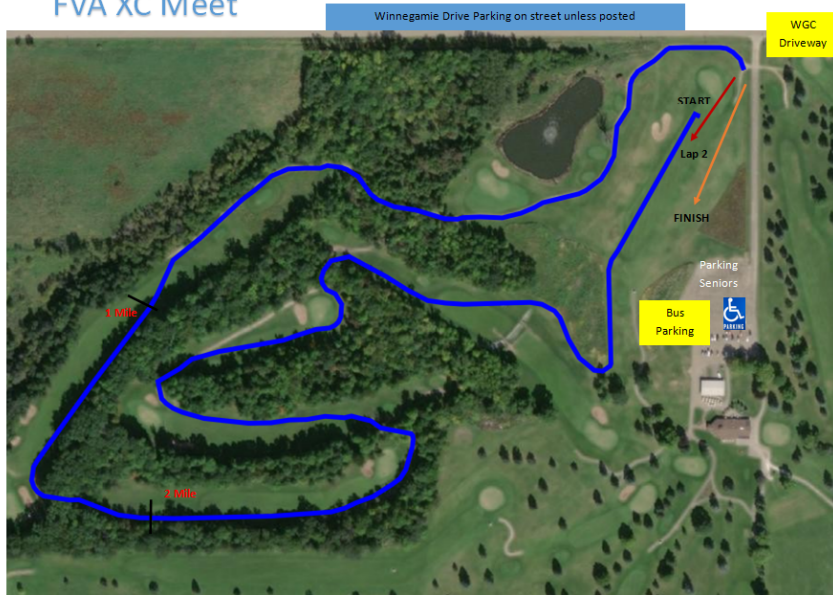 FVA XC Meet
Winnegamie Drive Parking on street unless posted
WGC
Driveway
START
Lap 2
FINISH
Parking
Seniors
Bus
Parking
PARKING
1 Mile
2 Mile